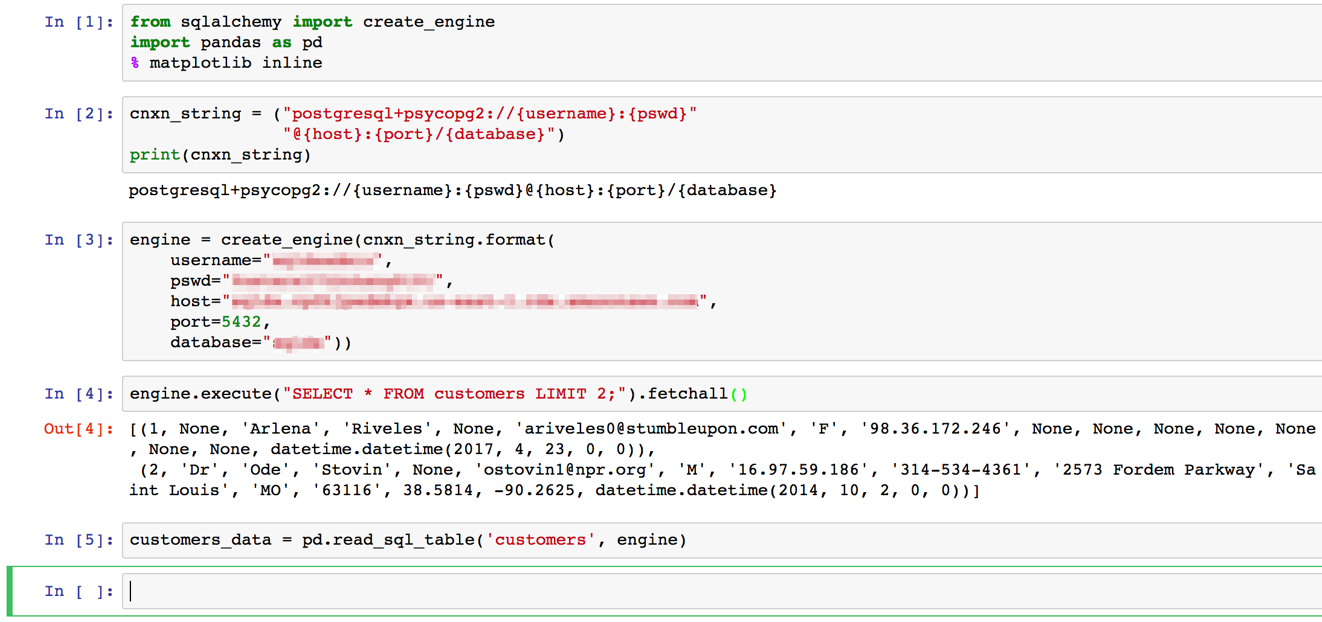 In [1]: from sqlalchemy import create_engine
import pandas as pd
% matplotlib inline
In [2]: cnxn_string = ("postgresql+psycopg2://{username}:{pswd}"
"@{host}:{port}/{database}")
print(cnxn_string)
postgresql+psycopg2://{username}:{pswd}@{host}:{port}/{database}
In [3]: engine = create_engine(cnxn_string.format(
username="",
pswd="",
host="",
port=5432,
database=""))
In [4]: engine.execute("SELECT * FROM customers LIMIT 2;").fetchall()
Out[4]: [(1, None, 'Arlena', 'Riveles', None, 'ariveles0@stumbleupon.com', 'F', '98.36.172.246', None, None, None, None, None
, None, None, datetime.datetime(2017, 4, 23, 0, 0)),
(2, 'Dr', 'Ode', 'Stovin', None, 'ostovin1@npr.org', 'M', '16.97.59.186', '314-534-4361', '2573 Fordem Parkway', 'Sa
int Louis', 'MO', '63116', 38.5814, -90.2625, datetime.datetime(2014, 10, 2, 0, 0))]
In [5]: customers_data = pd.read_sql_table('customers', engine)
In [ ]: